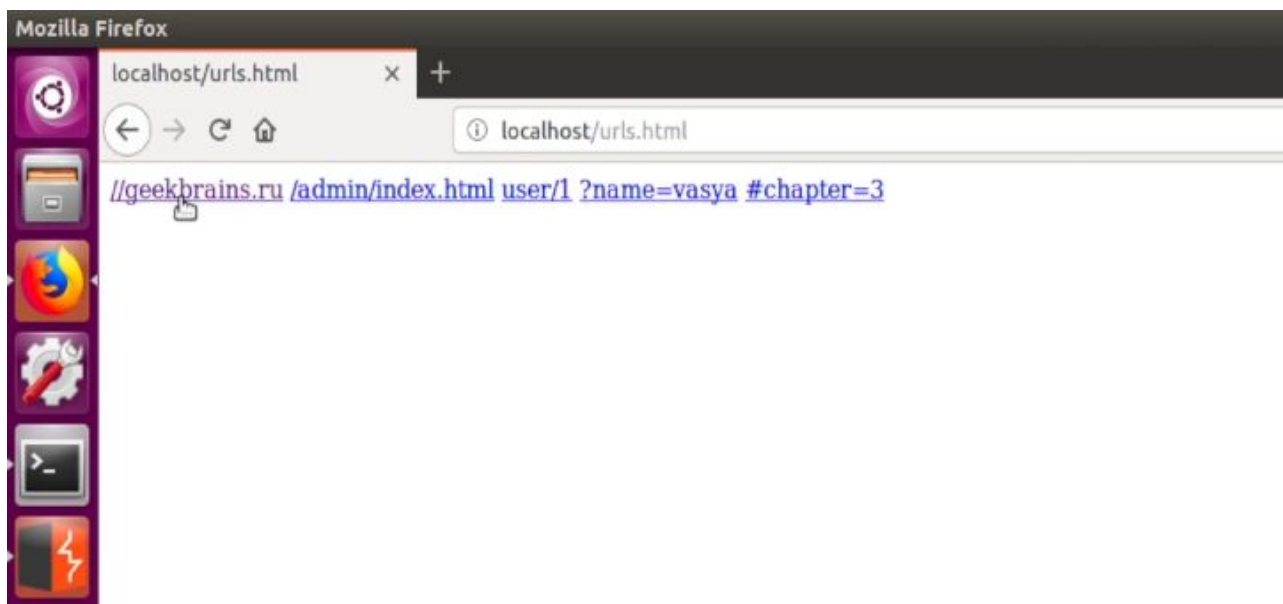 Mozilla Firefox
localhost/urls.html
localhost/urls.html
//geekbrains.ru /admin/index.html user/1 ?name=vasya #chapter=3